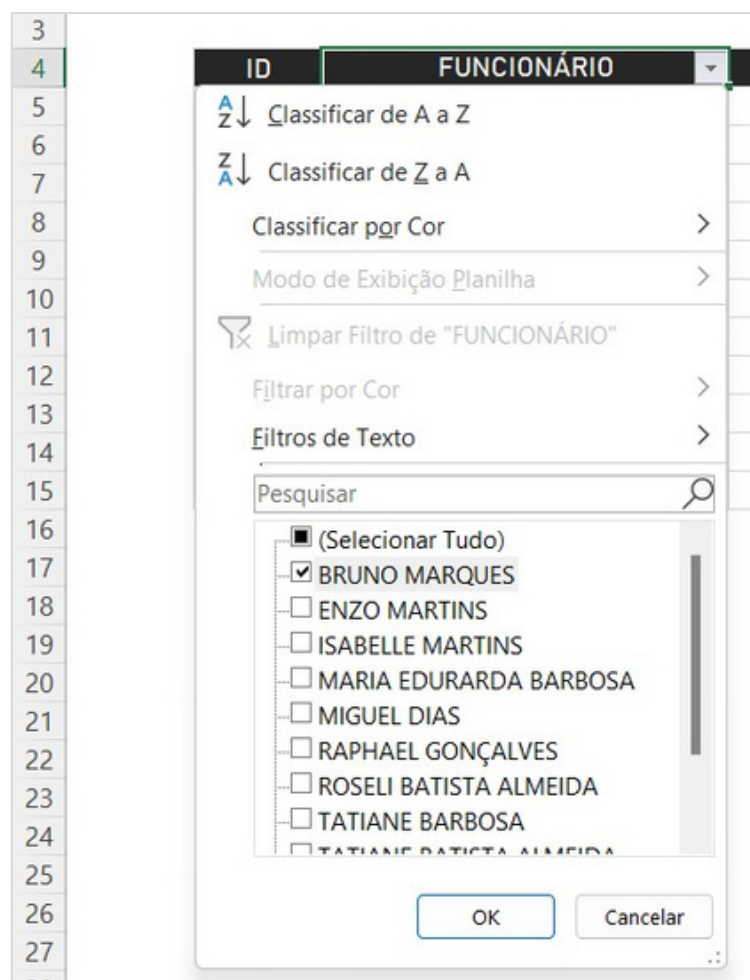 3
4 ID FUNCIONÁRIO
5 Classificar de A a Z
6
7 Classificar de Z a A
8 Classificar por Cor
9
10 Modo de Exibição Planilha
11 Limpar Filtro de "FUNCIONÁRIO"
12
13 Filtrar por Cor
14 Filtros de Texto
15 Pesquisar
16 (Selecionar Tudo)
17 BRUNO MARQUES
18 ENZO MARTINS
19 ISABELLE MARTINS
20 MARIA EDURARDA BARBOSA
21 MIGUEL DIAS
22 RAPHAEL GONÇALVES
23 ROSELI BATISTA ALMEIDA
24 TATIANE BARBOSA
TATIANE BATISTA ALMEIDA
25
26 OK Cancelar
27